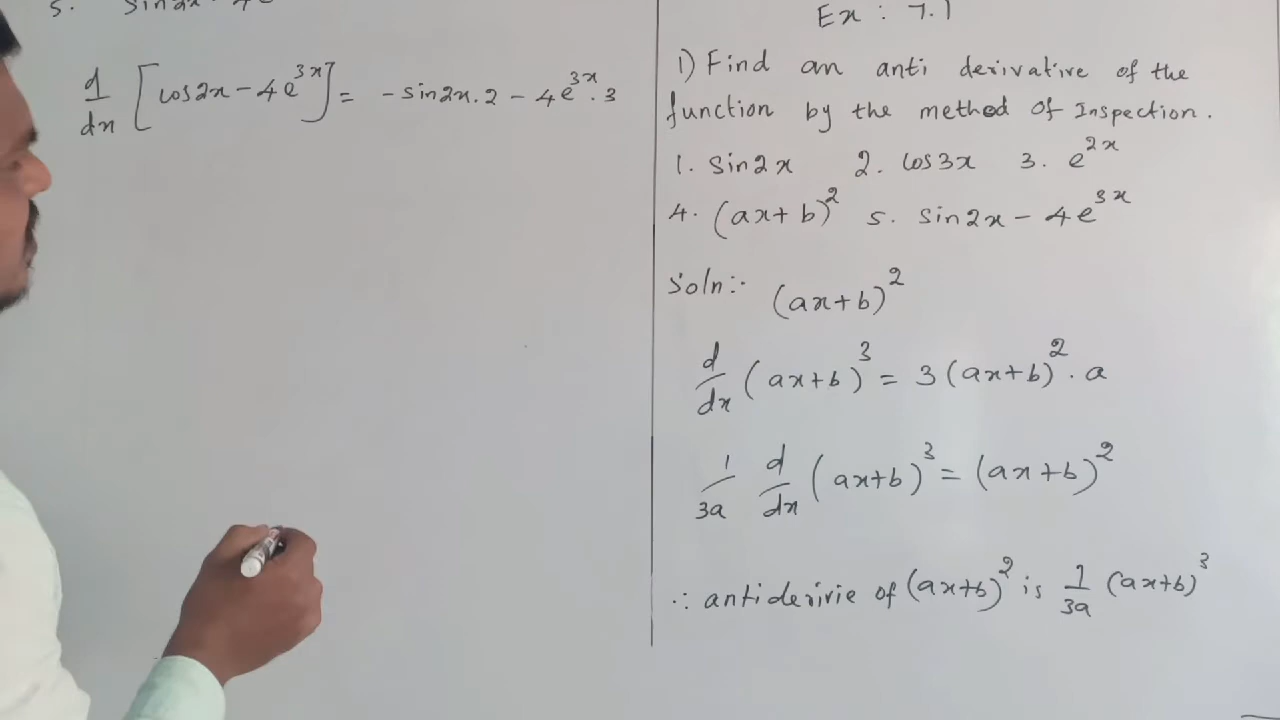 5. sin2x - 4e
d/dx [cos2x - 4e^3x] = - sin2x. 2 - 4e^3x. 3
Ex : 7.1
1) Find an anti derivative of the
function by the method of Inspection.
1. sin2x 2. cos3x 3. e^2x
4. (ax+b)^2 5. sin2x - 4e^3x
Soln:- (ax+b)^2
d/dx (ax+b)^3 = 3(ax+b)^2 . a
1/3a d/dx (ax+b)^3 = (ax+b)^2
∴ antiderivie of (ax+b)^2 is 1/3a (ax+b)^3